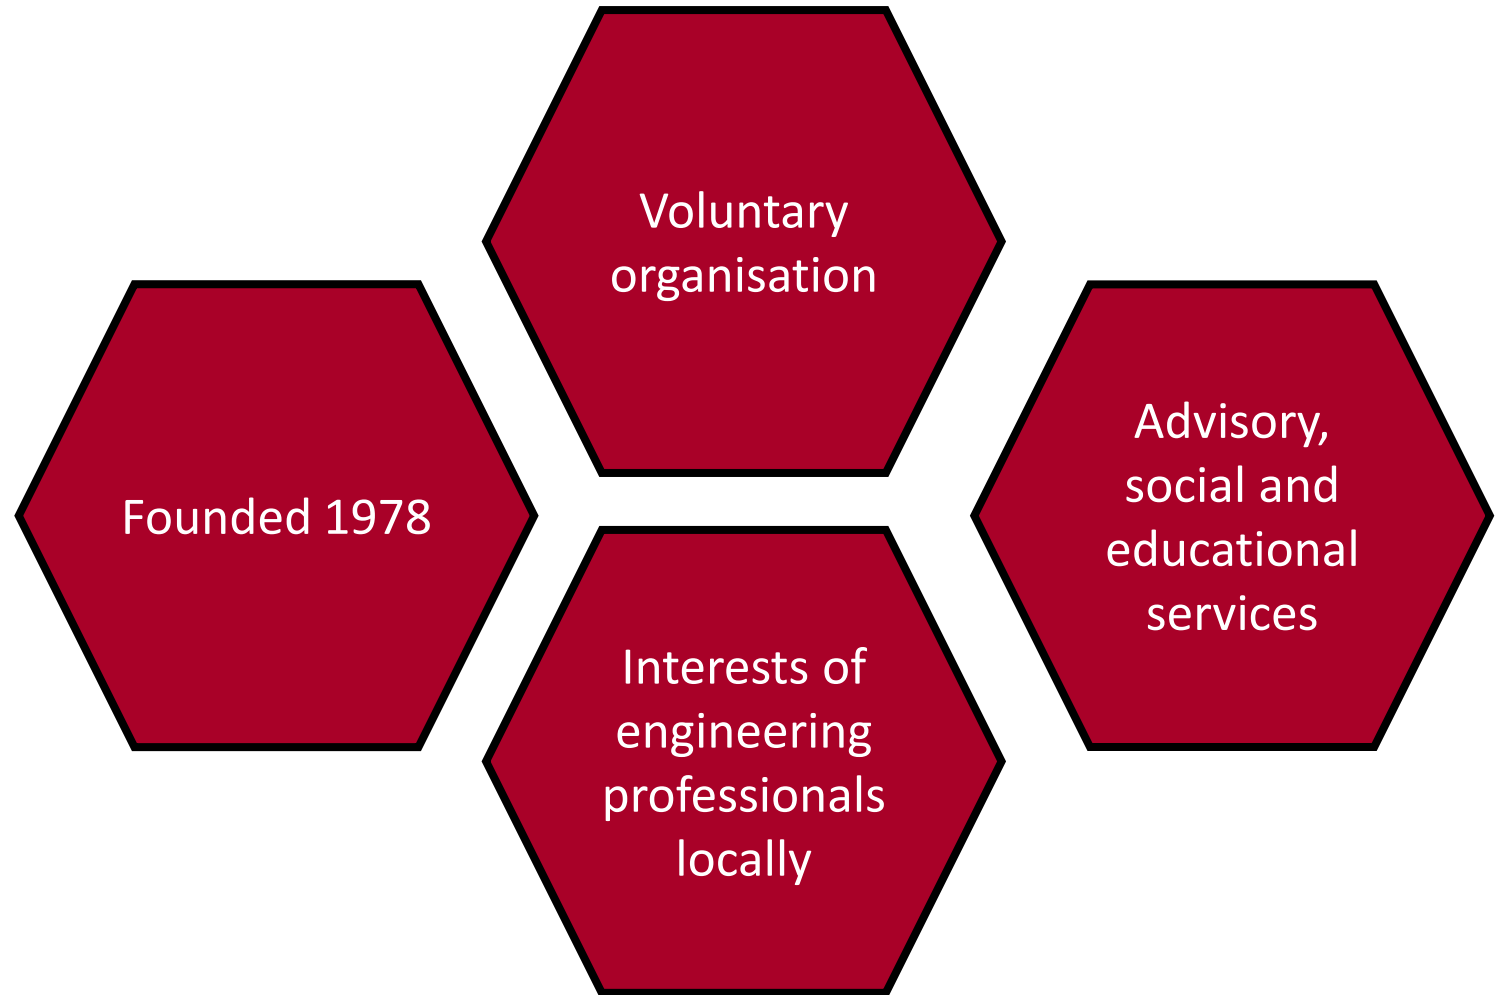 Voluntary
organisation
Founded 1978
Advisory,
social and
educational
services
Interests of
engineering
professionals
locally